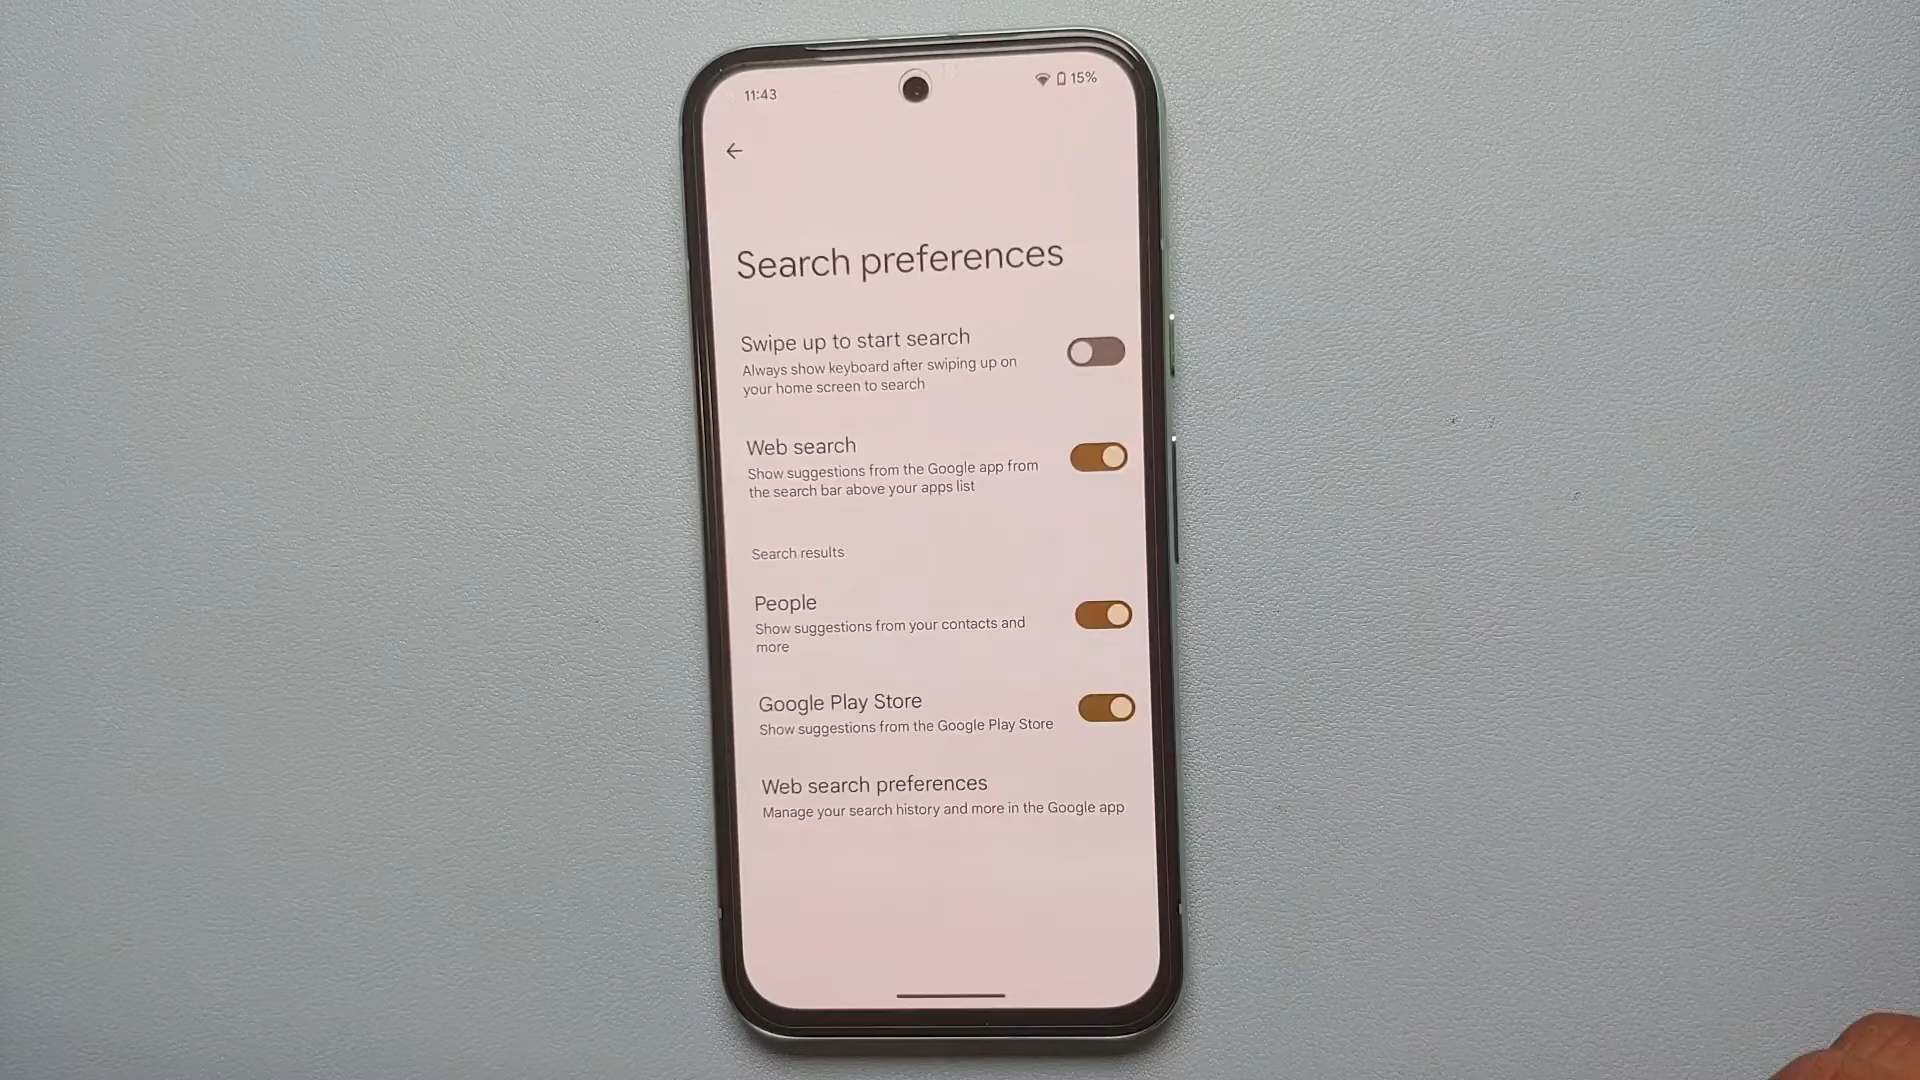 11:43
15%
Search preferences
Swipe up to start search
Always show keyboard after swiping up on
your home screen to search
Web search
Show suggestions from the Google app from
the search bar above your apps list
Search results
People
Show suggestions from your contacts and
more
Google Play Store
Show suggestions from the Google Play Store
Web search preferences
Manage your search history and more in the Google app